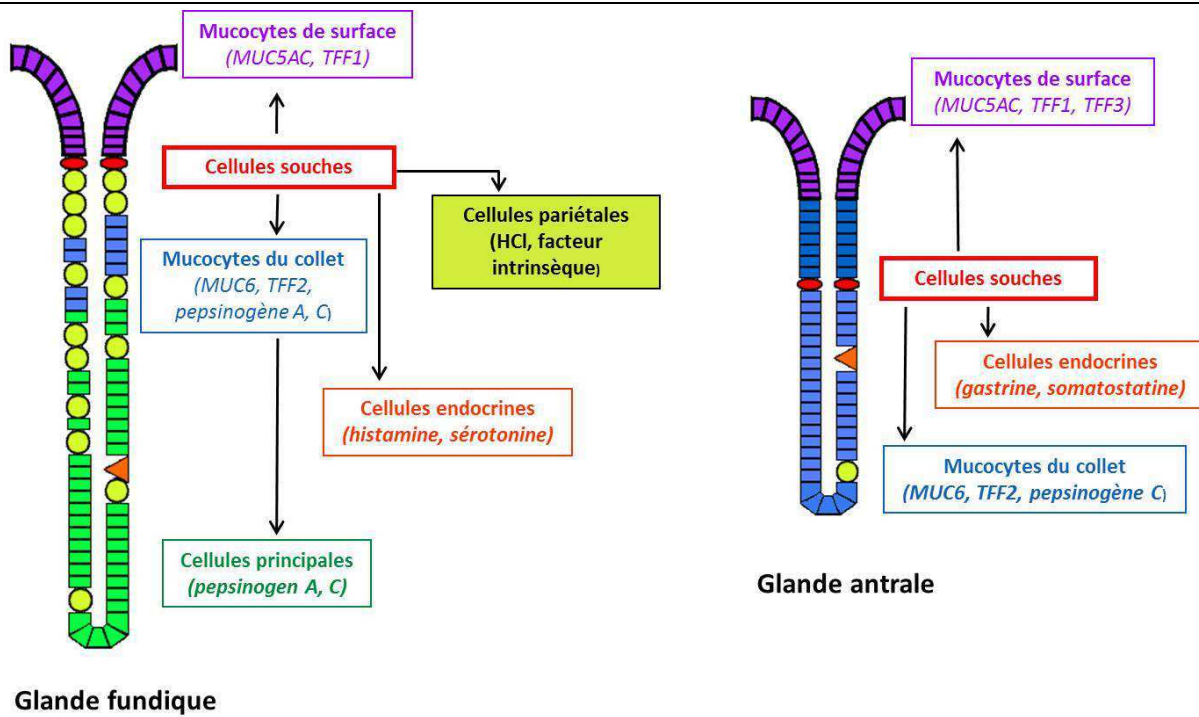 Mucocytes de surface
(MUC5AC, TFF1)
Cellules souches
Cellules pariétales
(HCl, facteur
intrinsèque)
Mucocytes du collet
(MUC6, TFF2,
pepsinogène A, C)
Cellules endocrines
(histamine, sérotonine)
Cellules principales
(pepsinogen A, C)
Glande fundique
Mucocytes de surface
(MUC5AC, TFF1, TFF3)
Cellules souches
Cellules endocrines
(gastrine, somatostatine)
Mucocytes du collet
(MUC6, TFF2, pepsinogène C)
Glande antrale